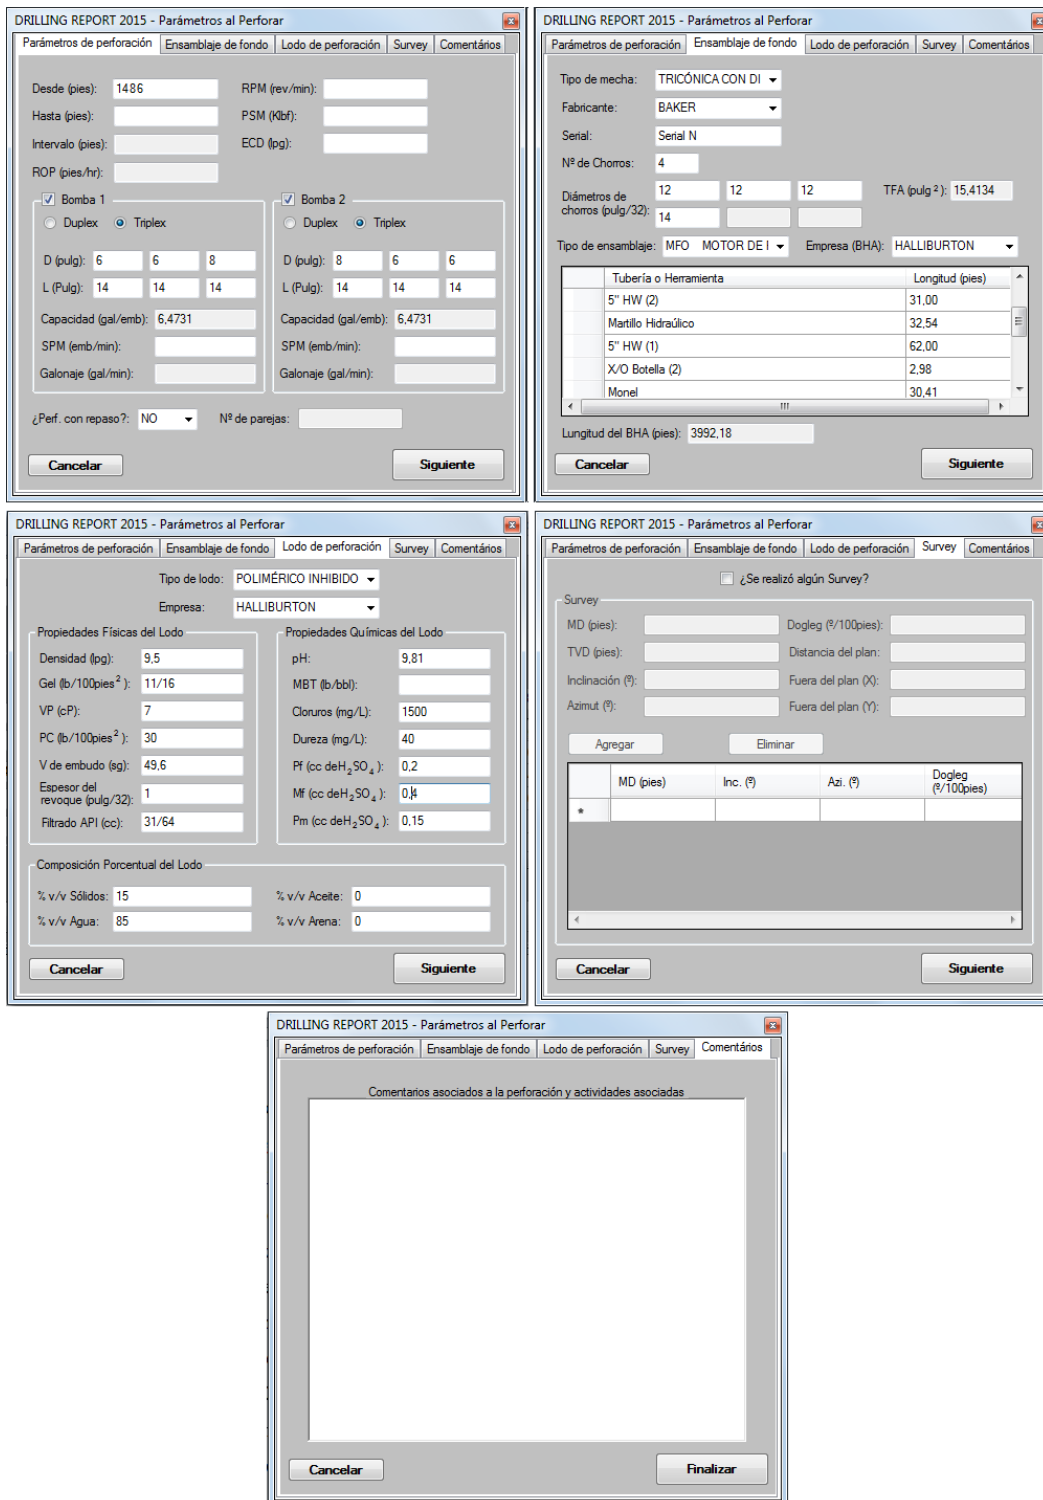 DRILLING REPORT 2015 - Parámetros al Perforar
Parámetros de perforación Ensamblaje de fondo Lodo de perforación Survey Comentários
Desde (pies): 1486 RPM (rev/min):
Hasta (pies): PSM (Klbf):
Intervalo (pies): ECD (lpg):
ROP (pies/hr):
Bomba 1 Bomba 2
Duplex Triplex Duplex Triplex
D (pulg): 6 6 8 D (pulg): 8 6 6
L (Pulg): 14 14 14 L (Pulg): 14 14 14
Capacidad (gal/emb): 6,4731 Capacidad (gal/emb): 6,4731
SPM (emb/min): SPM (emb/min):
Galonaje (gal/min): Galonaje (gal/min):
¿Perf. con repaso?: NO Nº de parejas:
Cancelar Siguiente
DRILLING REPORT 2015 - Parámetros al Perforar
Parámetros de perforación Ensamblaje de fondo Lodo de perforación Survey Comentários
Tipo de mecha: TRICÓNICA CON DI
Fabricante: BAKER
Serial: Serial N
Nº de Chorros: 4
Diámetros de chorros (pulg/32): 12 12 12 TFA (pulg ²): 15,4134
14
Tipo de ensamblaje: MFO MOTOR DE I Empresa (BHA): HALLIBURTON
Tubería o Herramienta Longitud (pies)
5" HW (2) 31,00
Martillo Hidraúlico 32,54
5" HW (1) 62,00
X/O Botella (2) 2,98
Monel 30,41
Lungitud del BHA (pies): 3992,18
Cancelar Siguiente
DRILLING REPORT 2015 - Parámetros al Perforar
Parámetros de perforación Ensamblaje de fondo Lodo de perforación Survey Comentários
Tipo de lodo: POLIMÉRICO INHIBIDO
Empresa: HALLIBURTON
Propiedades Físicas del Lodo Propiedades Químicas del Lodo
Densidad (lpg): 9,5 pH: 9,81
Gel (lb/100pies²): 11/16 MBT (lb/bbl):
VP (cP): 7 Cloruros (mg/L): 1500
PC (lb/100pies²): 30 Dureza (mg/L): 40
V de embudo (sg): 49,6 Pf (cc deH₂SO₄): 0,2
Espesor del revoque (pulg/32): 1 Mf (cc deH₂SO₄): 0,4
Filtrado API (cc): 31/64 Pm (cc deH₂SO₄): 0,15
Composición Porcentual del Lodo
% v/v Sólidos: 15 % v/v Aceite: 0
% v/v Agua: 85 % v/v Arena: 0
Cancelar Siguiente
DRILLING REPORT 2015 - Parámetros al Perforar
Parámetros de perforación Ensamblaje de fondo Lodo de perforación Survey Comentários
¿Se realizó algún Survey?
Survey
MD (pies): Dogleg (º/100pies):
TVD (pies): Distancia del plan:
Inclinación (º): Fuera del plan (X):
Azimut (º): Fuera del plan (Y):
Agregar Eliminar
MD (pies) Inc. (º) Azi. (º) Dogleg (º/100pies)
*
Cancelar Siguiente
DRILLING REPORT 2015 - Parámetros al Perforar
Parámetros de perforación Ensamblaje de fondo Lodo de perforación Survey Comentários
Comentarios asociados a la perforación y actividades asociadas
Cancelar Finalizar